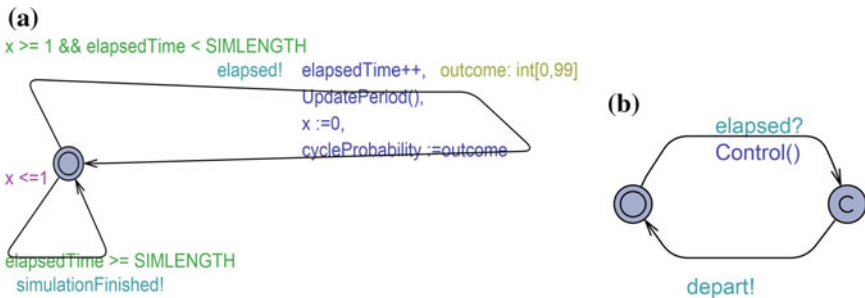 (a)
x >= 1 && elapsedTime < SIMLENGTH
elapsed! elapsedTime++, outcome: int[0,99]
UpdatePeriod(),
x :=0,
cycleProbability :=outcome
x <=1
elapsedTime >= SIMLENGTH
simulationFinished!
(b)
elapsed?
Control()
C
depart!